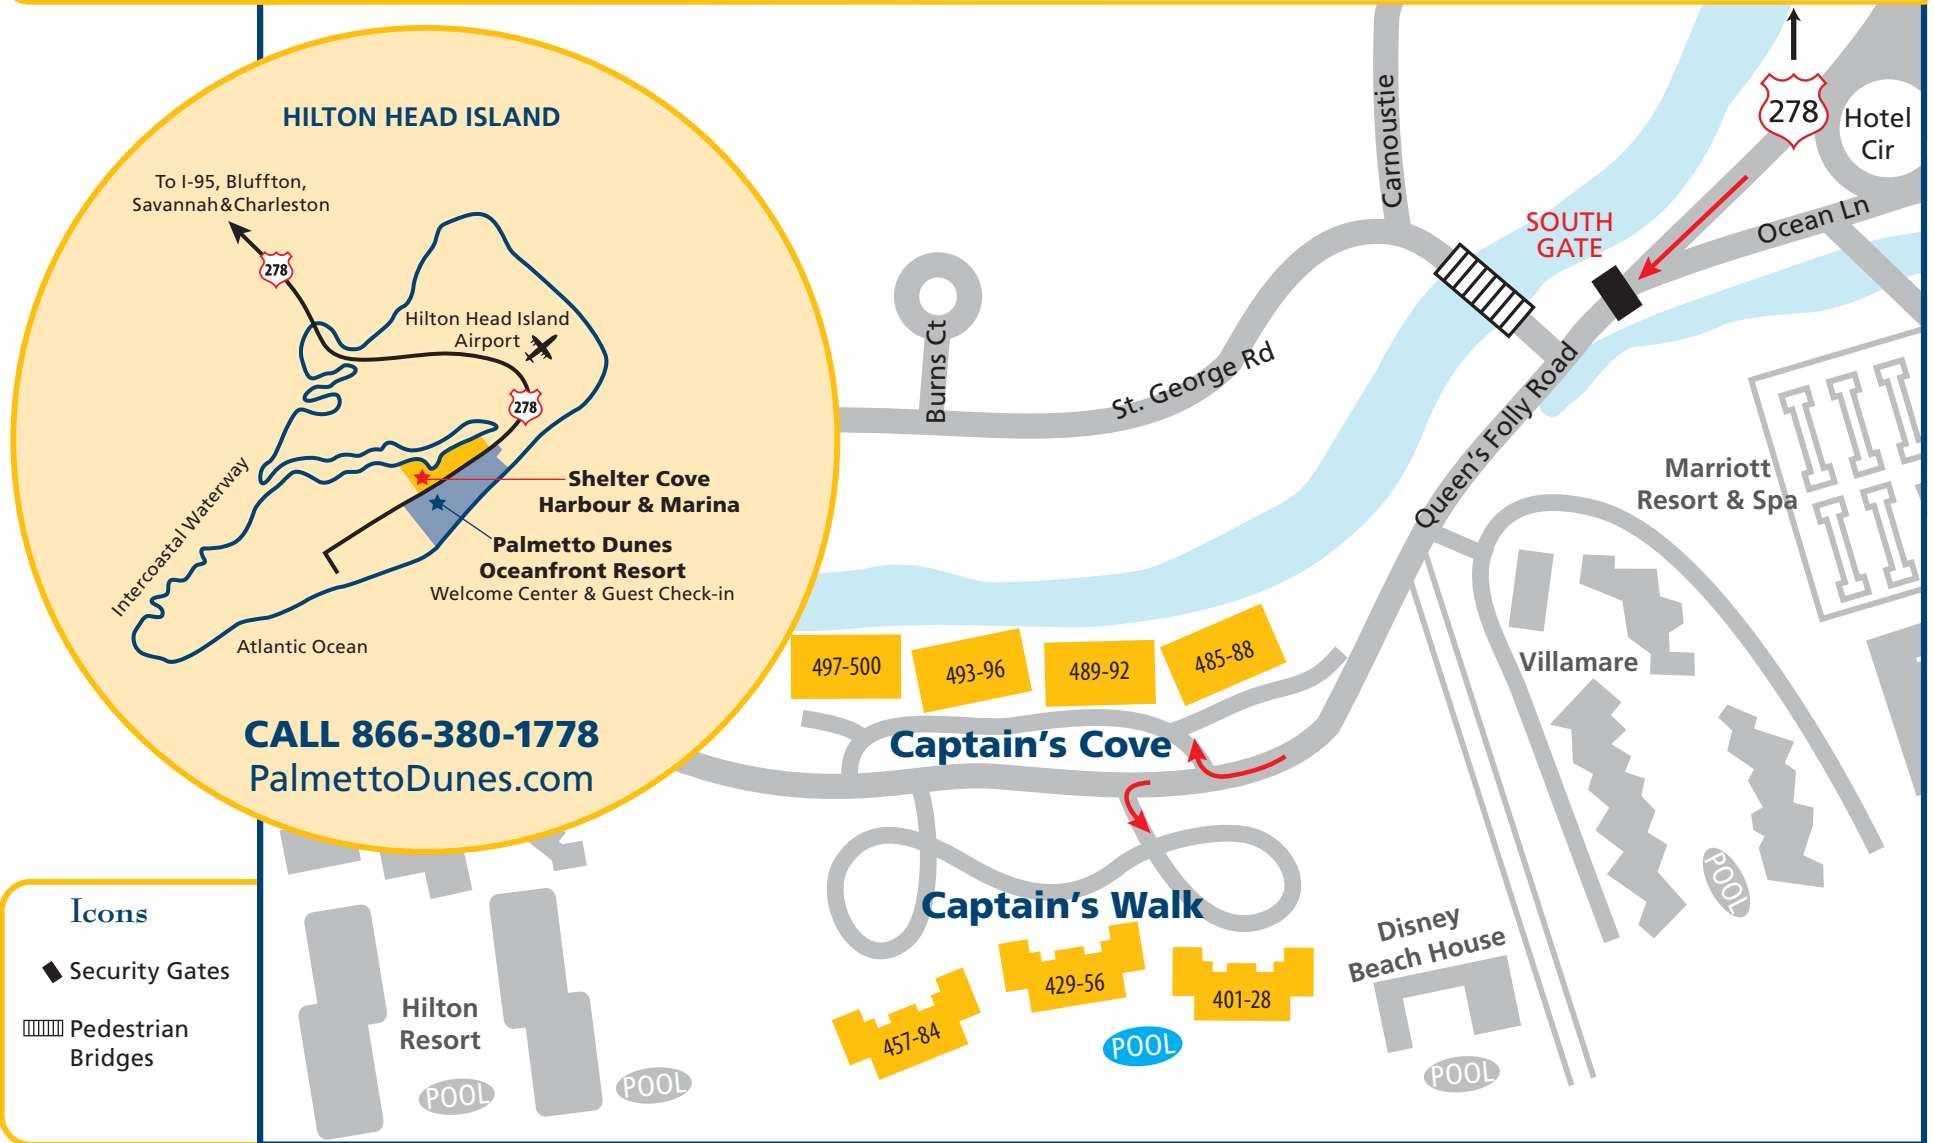 HILTON HEAD ISLAND
To I-95, Bluffton,
Savannah&Charleston
278
Hilton Head Island
Airport
278
Shelter Cove
Harbour & Marina
Palmetto Dunes
Oceanfront Resort
Welcome Center & Guest Check-in
Intercoastal Waterway
Atlantic Ocean
CALL 866-380-1778
PalmettoDunes.com
Carnoustie
278
Hotel
Cir
SOUTH
GATE
Ocean Ln
Burns Ct
St. George Rd
Queen's Folly Road
Marriott
Resort & Spa
Villamare
POOL
497-500
493-96
489-92
485-88
Captain's Cove
Captain's Walk
457-84
429-56
401-28
POOL
Disney
Beach House
POOL
Hilton
Resort
POOL
POOL
Icons
Security Gates
Pedestrian
Bridges